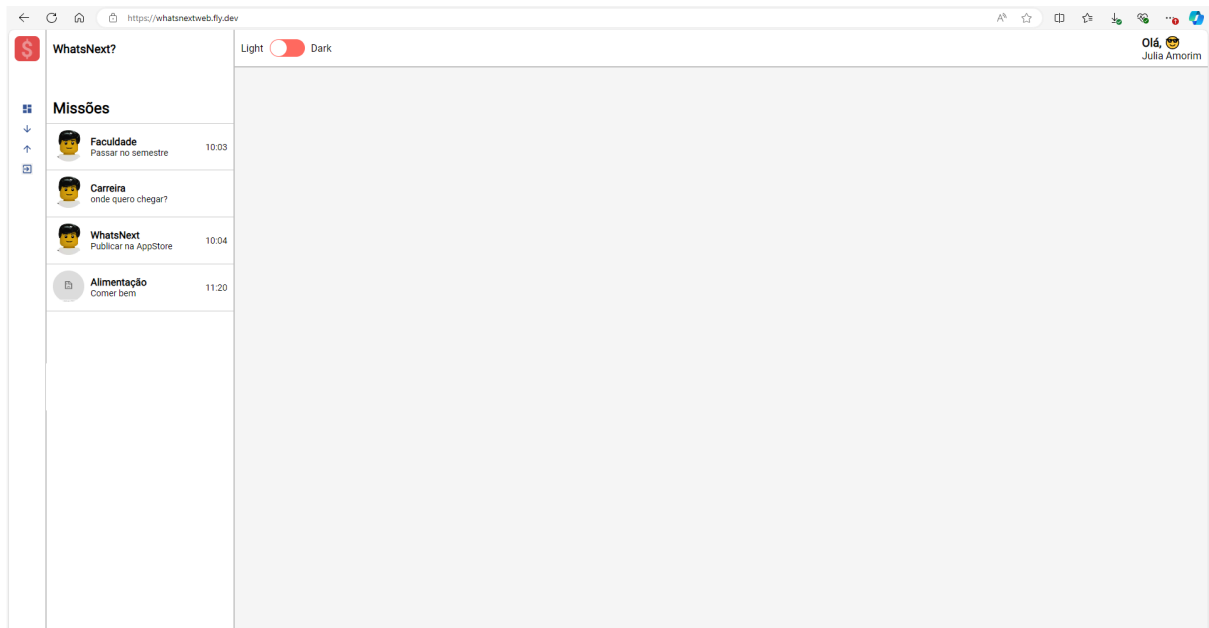 https://whatsnextweb.fly.dev
$
WhatsNext?
Light Dark
Olá, 😎
Julia Amorim
Missões
Faculdade
Passar no semestre
10:03
Carreira
onde quero chegar?
WhatsNext
Publicar na AppStore
10:04
Alimentação
Comer bem
11:20